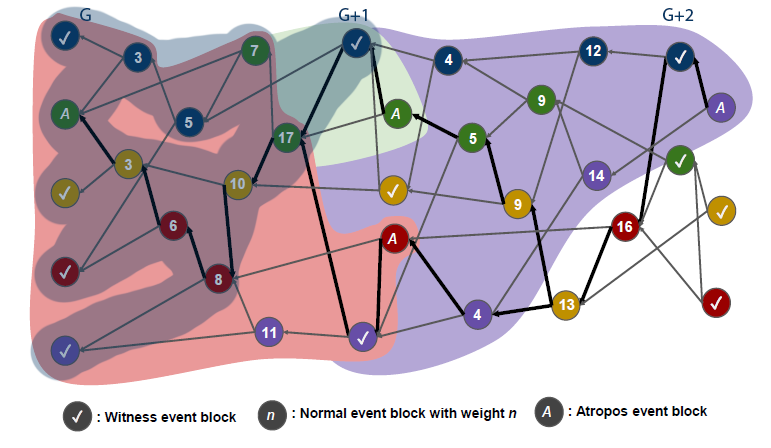 G G+1 G+2
✓ 3 7 ✓ 4 12 ✓
A 5 17 A 5 9 A
✓ 3 10 ✓ 9 14 ✓ ✓
✓ 6 8 A 16 ✓
✓ 11 ✓ 4 13
✓ : Witness event block n : Normal event block with weight n A : Atropos event block